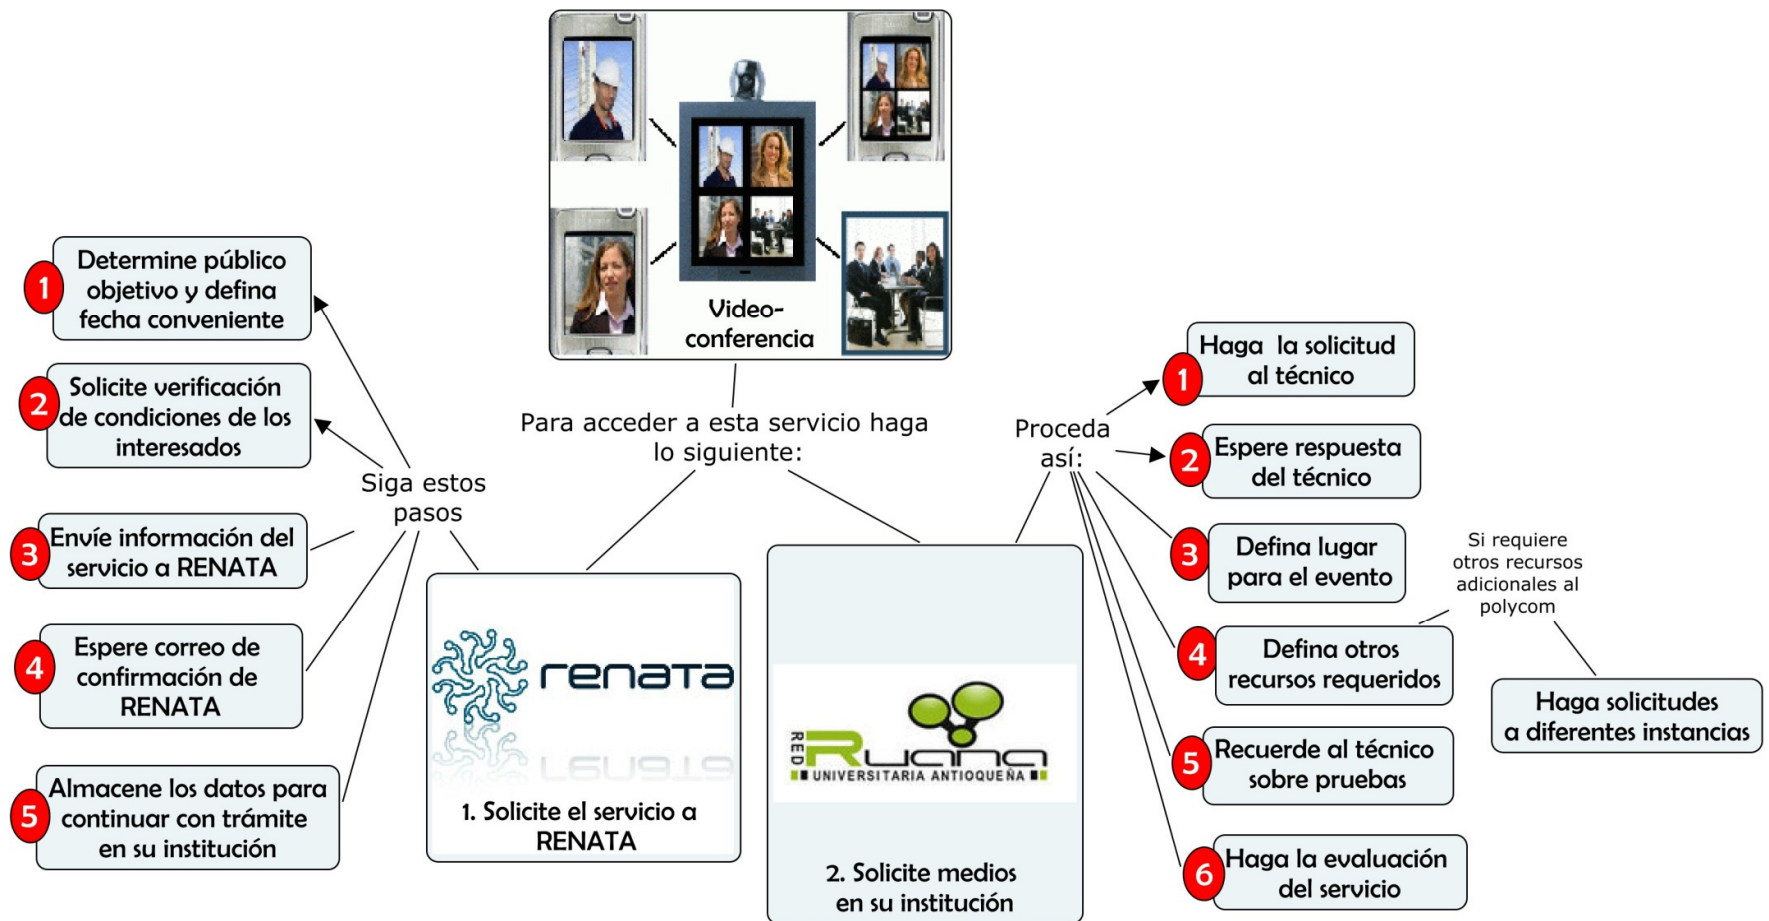 Video-
conferencia
Para acceder a esta servicio haga
lo siguiente:
Siga estos
pasos
1
Determine público
objetivo y defina
fecha conveniente
2
Solicite verificación
de condiciones de los
interesados
3
Envíe información del
servicio a RENATA
4
Espere correo de
confirmación de
RENATA
5
Almacene los datos para
continuar con trámite
en su institución
renata
1. Solicite el servicio a
RENATA
RED
Ruana
UNIVERSITARIA ANTIOQUEÑA
2. Solicite medios
en su institución
Proceda
así:
1
Haga la solicitud
al técnico
2
Espere respuesta
del técnico
3
Defina lugar
para el evento
4
Defina otros
recursos requeridos
Si requiere
otros recursos
adicionales al
polycom
Haga solicitudes
a diferentes instancias
5
Recuerde al técnico
sobre pruebas
6
Haga la evaluación
del servicio